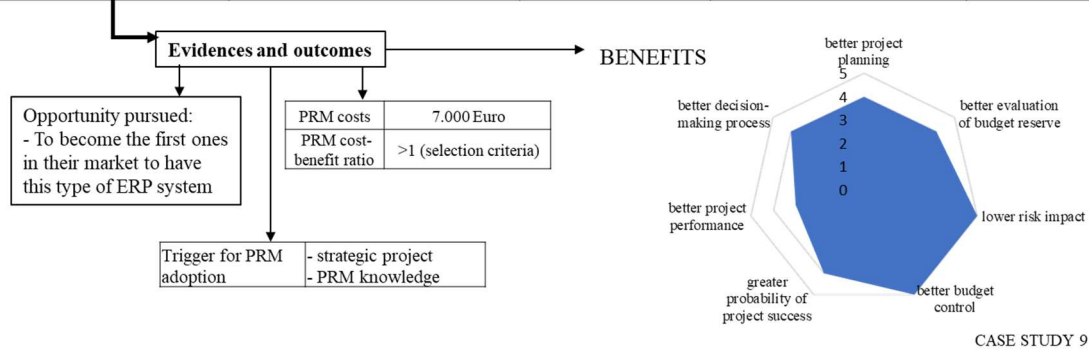 Evidences and outcomes
BENEFITS
Opportunity pursued:
- To become the first ones
in their market to have
this type of ERP system
PRM costs
7.000 Euro
PRM cost-
benefit ratio
>1 (selection criteria)
Trigger for PRM
adoption
- strategic project
- PRM knowledge
better project
planning
better evaluation
of budget reserve
lower risk impact
better budget
control
greater
probability of
project success
better project
performance
better decision-
making process
5
4
3
2
1
0
CASE STUDY 9